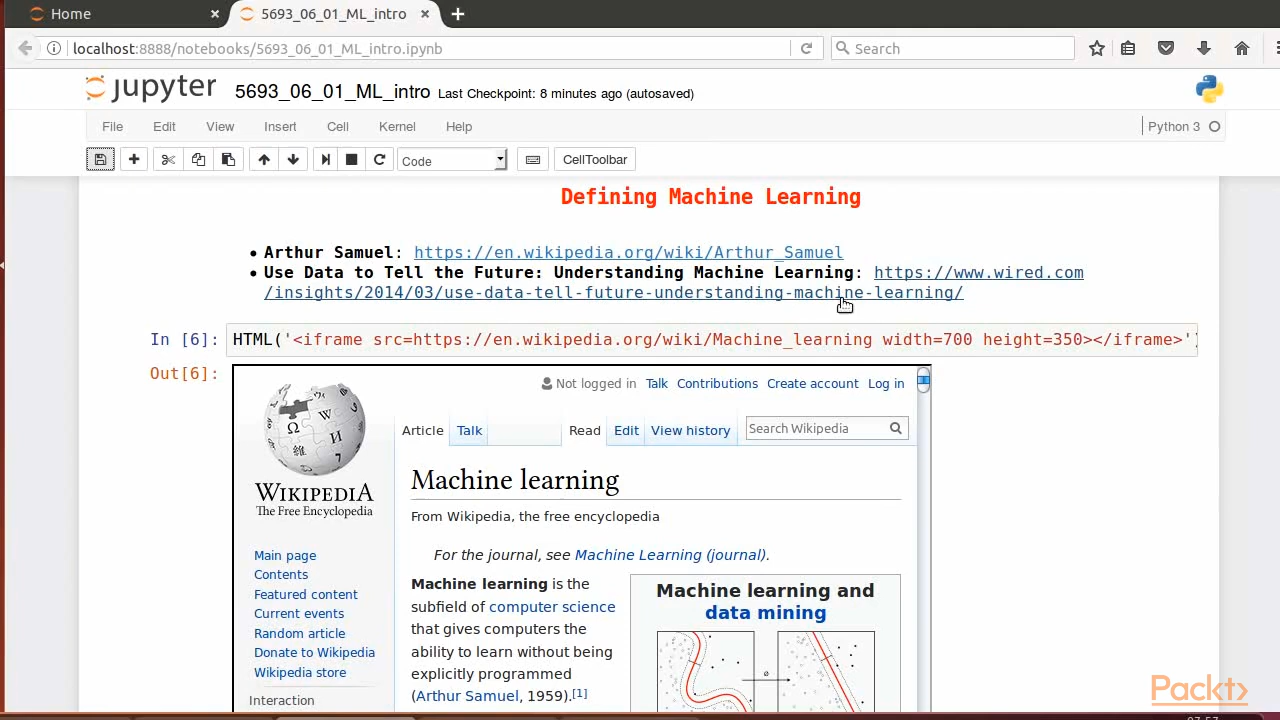 Home
5693_06_01_ML_intro
localhost:8888/notebooks/5693_06_01_ML_intro.ipynb
Search
jupyter 5693_06_01_ML_intro Last Checkpoint: 8 minutes ago (autosaved)
File Edit View Insert Cell Kernel Help Python 3
Code CellToolbar
Defining Machine Learning
• Arthur Samuel: https://en.wikipedia.org/wiki/Arthur_Samuel
• Use Data to Tell the Future: Understanding Machine Learning: https://www.wired.com
/insights/2014/03/use-data-tell-future-understanding-machine-learning/
In [6]: HTML('<iframe src=https://en.wikipedia.org/wiki/Machine_learning width=700 height=350></iframe>')
Out[6]:
Not logged in Talk Contributions Create account Log in
Article Talk Read Edit View history Search Wikipedia
WIKIPEDIA
The Free Encyclopedia
Main page
Contents
Featured content
Current events
Random article
Donate to Wikipedia
Wikipedia store
Interaction
Machine learning
From Wikipedia, the free encyclopedia
For the journal, see Machine Learning (journal).
Machine learning is the
subfield of computer science
that gives computers the
ability to learn without being
explicitly programmed
(Arthur Samuel, 1959).[1]
Machine learning and
data mining
Packt